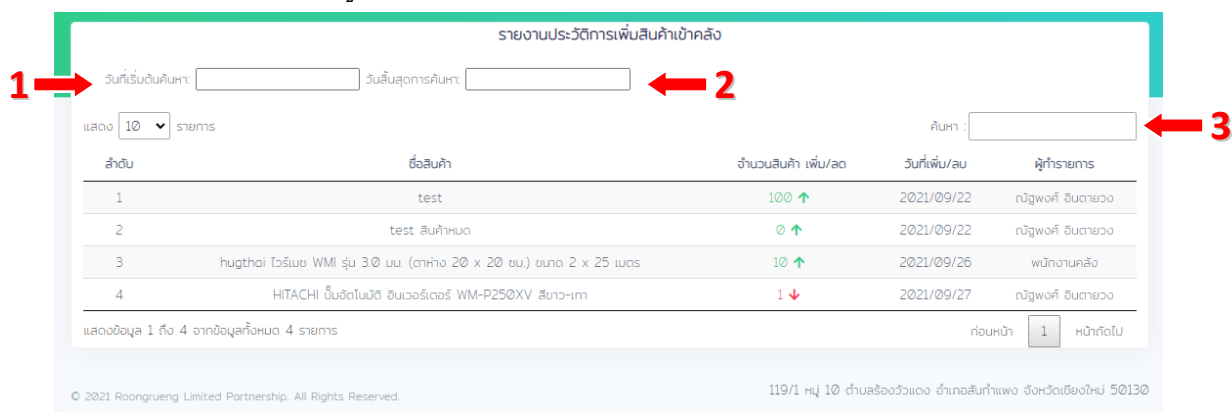 รายงานประวัติการเพิ่มสินค้าเข้าคลัง
1 วันที่เริ่มต้นค้นหา: วันสิ้นสุดการค้นหา: 2
แสดง 10 รายการ ค้นหา : 3
ลำดับ ชื่อสินค้า จำนวนสินค้า เพิ่ม/ลด วันที่เพิ่ม/ลบ ผู้ทำรายการ
1 test 100 ↑ 2021/09/22 ณัฐพงศ์ อินตายวง
2 test สินค้าหมด 0 ↑ 2021/09/22 ณัฐพงศ์ อินตายวง
3 hugthai ไวร์เมช WMI รุ่น 3.0 มม. (ตาห่าง 20 x 20 ซม.) ขนาด 2 x 25 เมตร 10 ↑ 2021/09/26 พนักงานคลัง
4 HITACHI ปั๊มอัตโนมัติ อินเวอร์เตอร์ WM-P250XV สีขาว-เทา 1 ↓ 2021/09/27 ณัฐพงศ์ อินตายวง
แสดงข้อมูล 1 ถึง 4 จากข้อมูลทั้งหมด 4 รายการ ก่อนหน้า 1 หน้าถัดไป
© 2021 Roongrueng Limited Partnership. All Rights Reserved. 119/1 หมู่ 10 ตำบลร้องวัวแดง อำเภอสันกำแพง จังหวัดเชียงใหม่ 50130